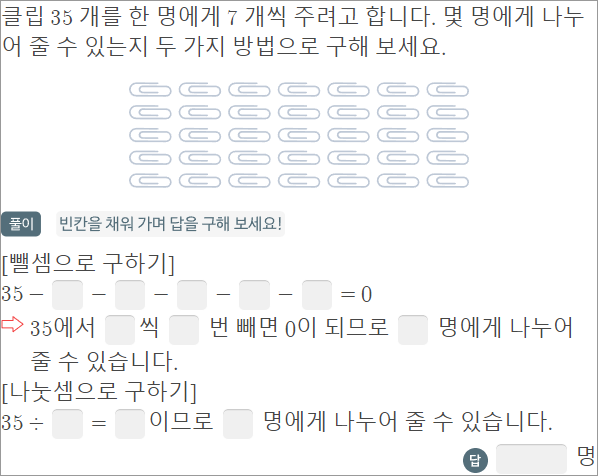 클립 35 개를 한 명에게 7 개씩 주려고 합니다. 몇 명에게 나누
어 줄 수 있는지 두 가지 방법으로 구해 보세요.
풀이 빈칸을 채워 가며 답을 구해 보세요!
[뺄셈으로 구하기]
35 − − − − − = 0
⇨ 35에서 씩 번 빼면 0이 되므로 명에게 나누어
줄 수 있습니다.
[나눗셈으로 구하기]
35 ÷ = 이므로 명에게 나누어 줄 수 있습니다.
답 명